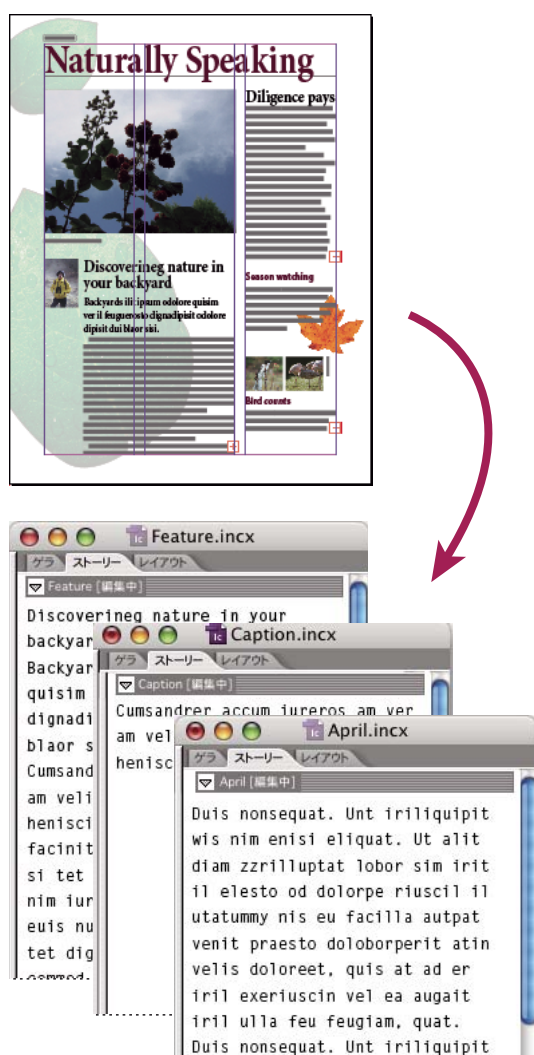 Naturally Speaking
Diligence pays
Discoverineg nature in
your backyard
Backyards ilit ipsum odolore quisim
ver il feuguerosto dignadipisit odolore
dipisit dui blaor sisi.
Season watching
Bird counts
Feature.incx
ゲラ ストーリー レイアウト
Feature [編集中]
Discoverineg nature in your
backyar
Backyar
quisim
dignadi
blaor s
Cumsand
am veli
henisci
facinit
si tet
nim iur
euis nu
tet dig
Caption.incx
ゲラ ストーリー レイアウト
Caption [編集中]
Cumsandrer accum iureros am ver
am vel
henisc
April.incx
ゲラ ストーリー レイアウト
April [編集中]
Duis nonsequat. Unt iriliquipit
wis nim enisi eliquat. Ut alit
diam zzrilluptat lobor sim irit
il elesto od dolorpe riuscil il
utatummy nis eu facilla autpat
venit praesto doloborperit atin
velis doloreet, quis at ad er
iril exeriuscin vel ea augait
iril ulla feu feugiam, quat.
Duis nonsequat. Unt iriliquipit